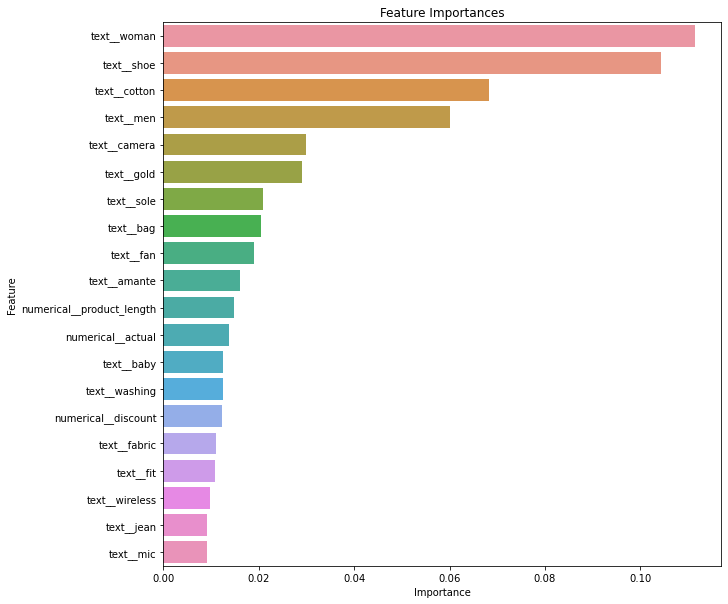 Feature Importances
text__woman
text__shoe
text__cotton
text__men
text__camera
text__gold
text__sole
text__bag
text__fan
text__amante
numerical__product_length
numerical__actual
text__baby
text__washing
numerical__discount
text__fabric
text__fit
text__wireless
text__jean
text__mic
Feature
0.00 0.02 0.04 0.06 0.08 0.10
Importance